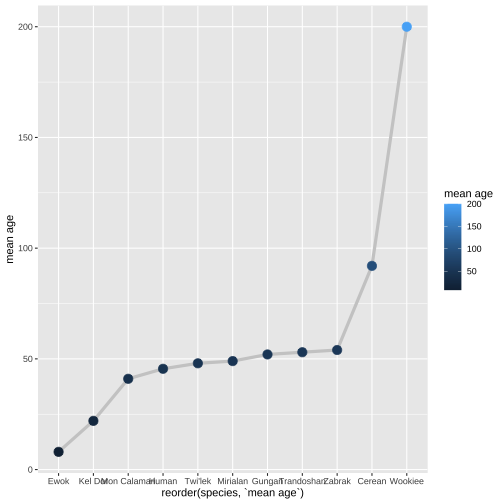 200
150
100
50
0
mean age
Ewok
Kel Dor
Mon Calamari
Human
Twi'lek
Mirialan
Gungan
Trandoshan
Zabrak
Cerean
Wookiee
reorder(species, `mean age`)
mean age
200
150
100
50